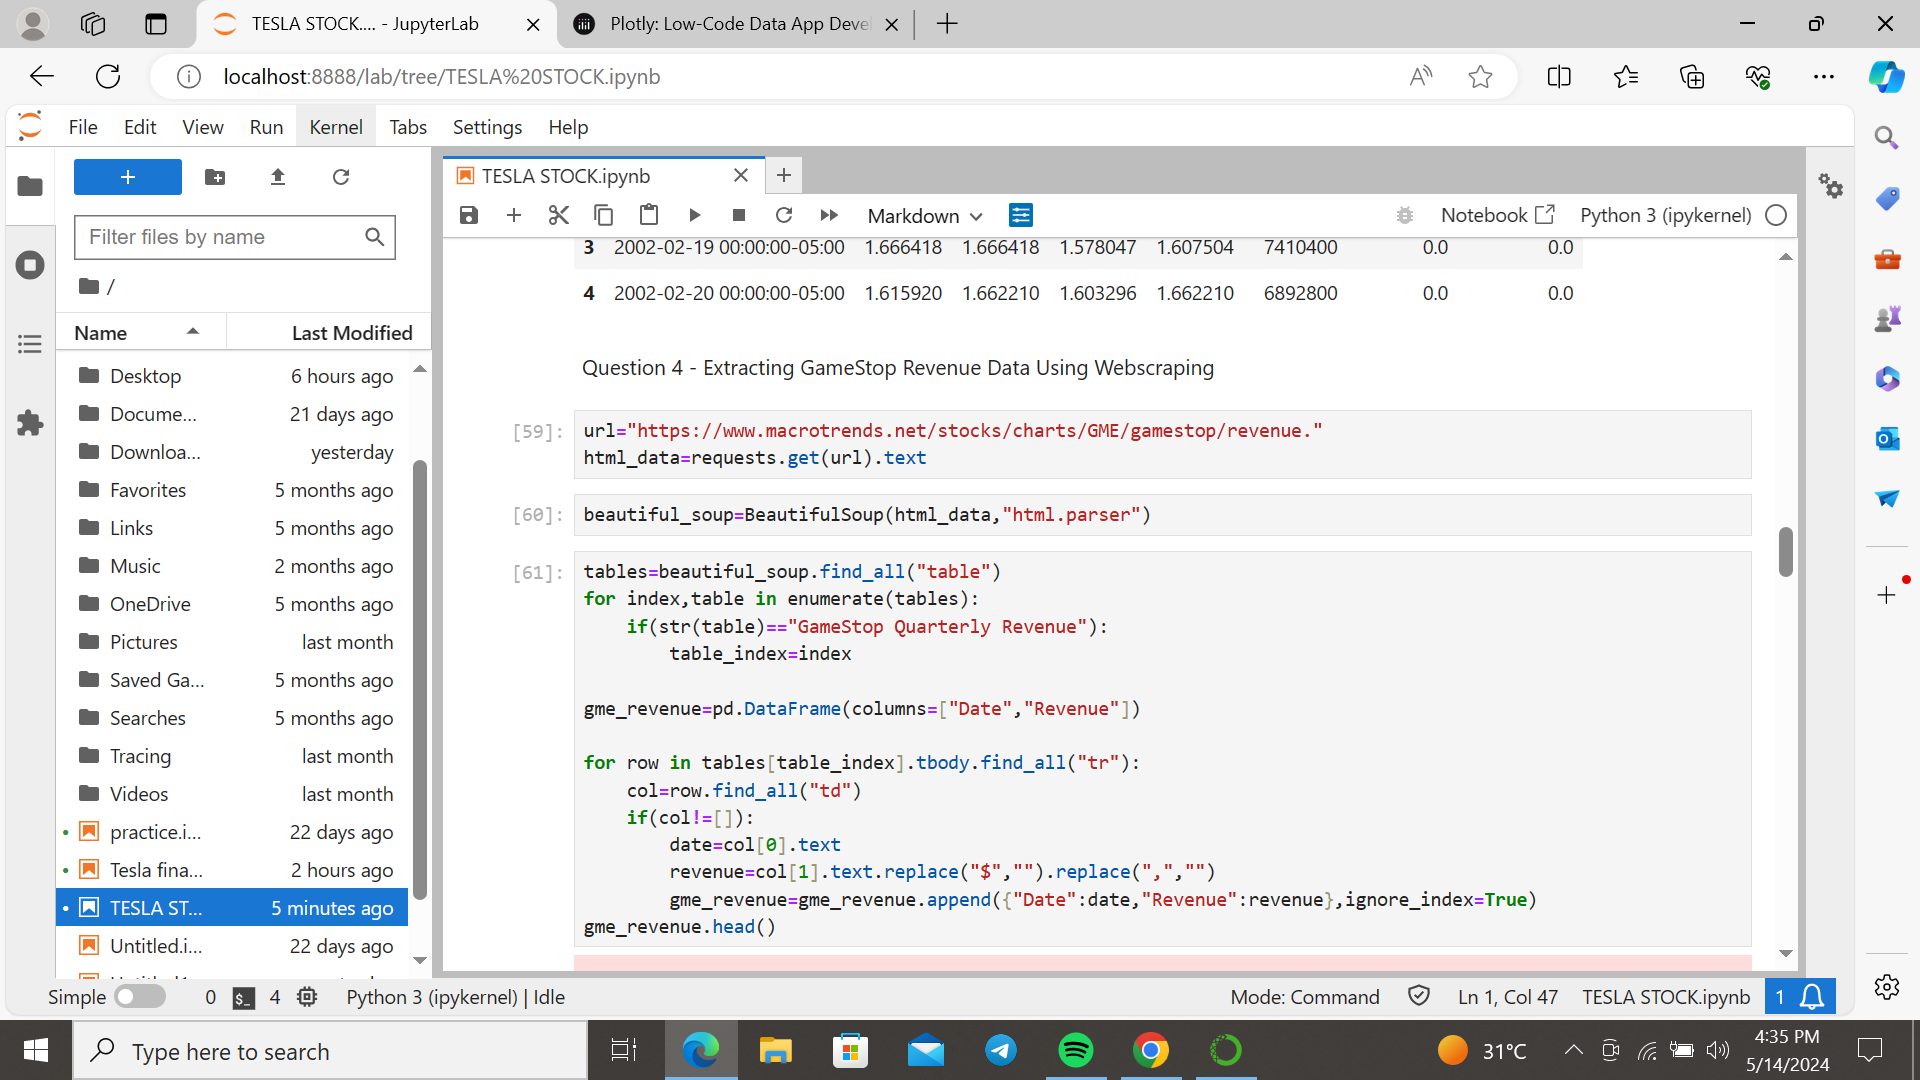 TESLA STOCK.... - JupyterLab
Plotly: Low-Code Data App Deve
localhost:8888/lab/tree/TESLA%20STOCK.ipynb
File Edit View Run Kernel Tabs Settings Help
TESLA STOCK.ipynb
Markdown
Notebook
Python 3 (ipykernel)
Filter files by name
/
Name Last Modified
Desktop 6 hours ago
Docume... 21 days ago
Downloa... yesterday
Favorites 5 months ago
Links 5 months ago
Music 2 months ago
OneDrive 5 months ago
Pictures last month
Saved Ga... 5 months ago
Searches 5 months ago
Tracing last month
Videos last month
practice.i... 22 days ago
Tesla fina... 2 hours ago
TESLA ST... 5 minutes ago
Untitled.i... 22 days ago
3 2002-02-19 00:00:00-05:00 1.666418 1.666418 1.578047 1.607504 7410400 0.0 0.0
4 2002-02-20 00:00:00-05:00 1.615920 1.662210 1.603296 1.662210 6892800 0.0 0.0
Question 4 - Extracting GameStop Revenue Data Using Webscraping
[59]: url="https://www.macrotrends.net/stocks/charts/GME/gamestop/revenue."
html_data=requests.get(url).text
[60]: beautiful_soup=BeautifulSoup(html_data,"html.parser")
[61]: tables=beautiful_soup.find_all("table")
for index,table in enumerate(tables):
    if(str(table)=="GameStop Quarterly Revenue"):
        table_index=index
gme_revenue=pd.DataFrame(columns=["Date","Revenue"])
for row in tables[table_index].tbody.find_all("tr"):
    col=row.find_all("td")
    if(col!=[]):
        date=col[0].text
        revenue=col[1].text.replace("$","").replace(",","")
        gme_revenue=gme_revenue.append({"Date":date,"Revenue":revenue},ignore_index=True)
gme_revenue.head()
Simple 0 $_ 4 Python 3 (ipykernel) | Idle
Mode: Command Ln 1, Col 47 TESLA STOCK.ipynb 1
Type here to search
31°C
4:35 PM
5/14/2024